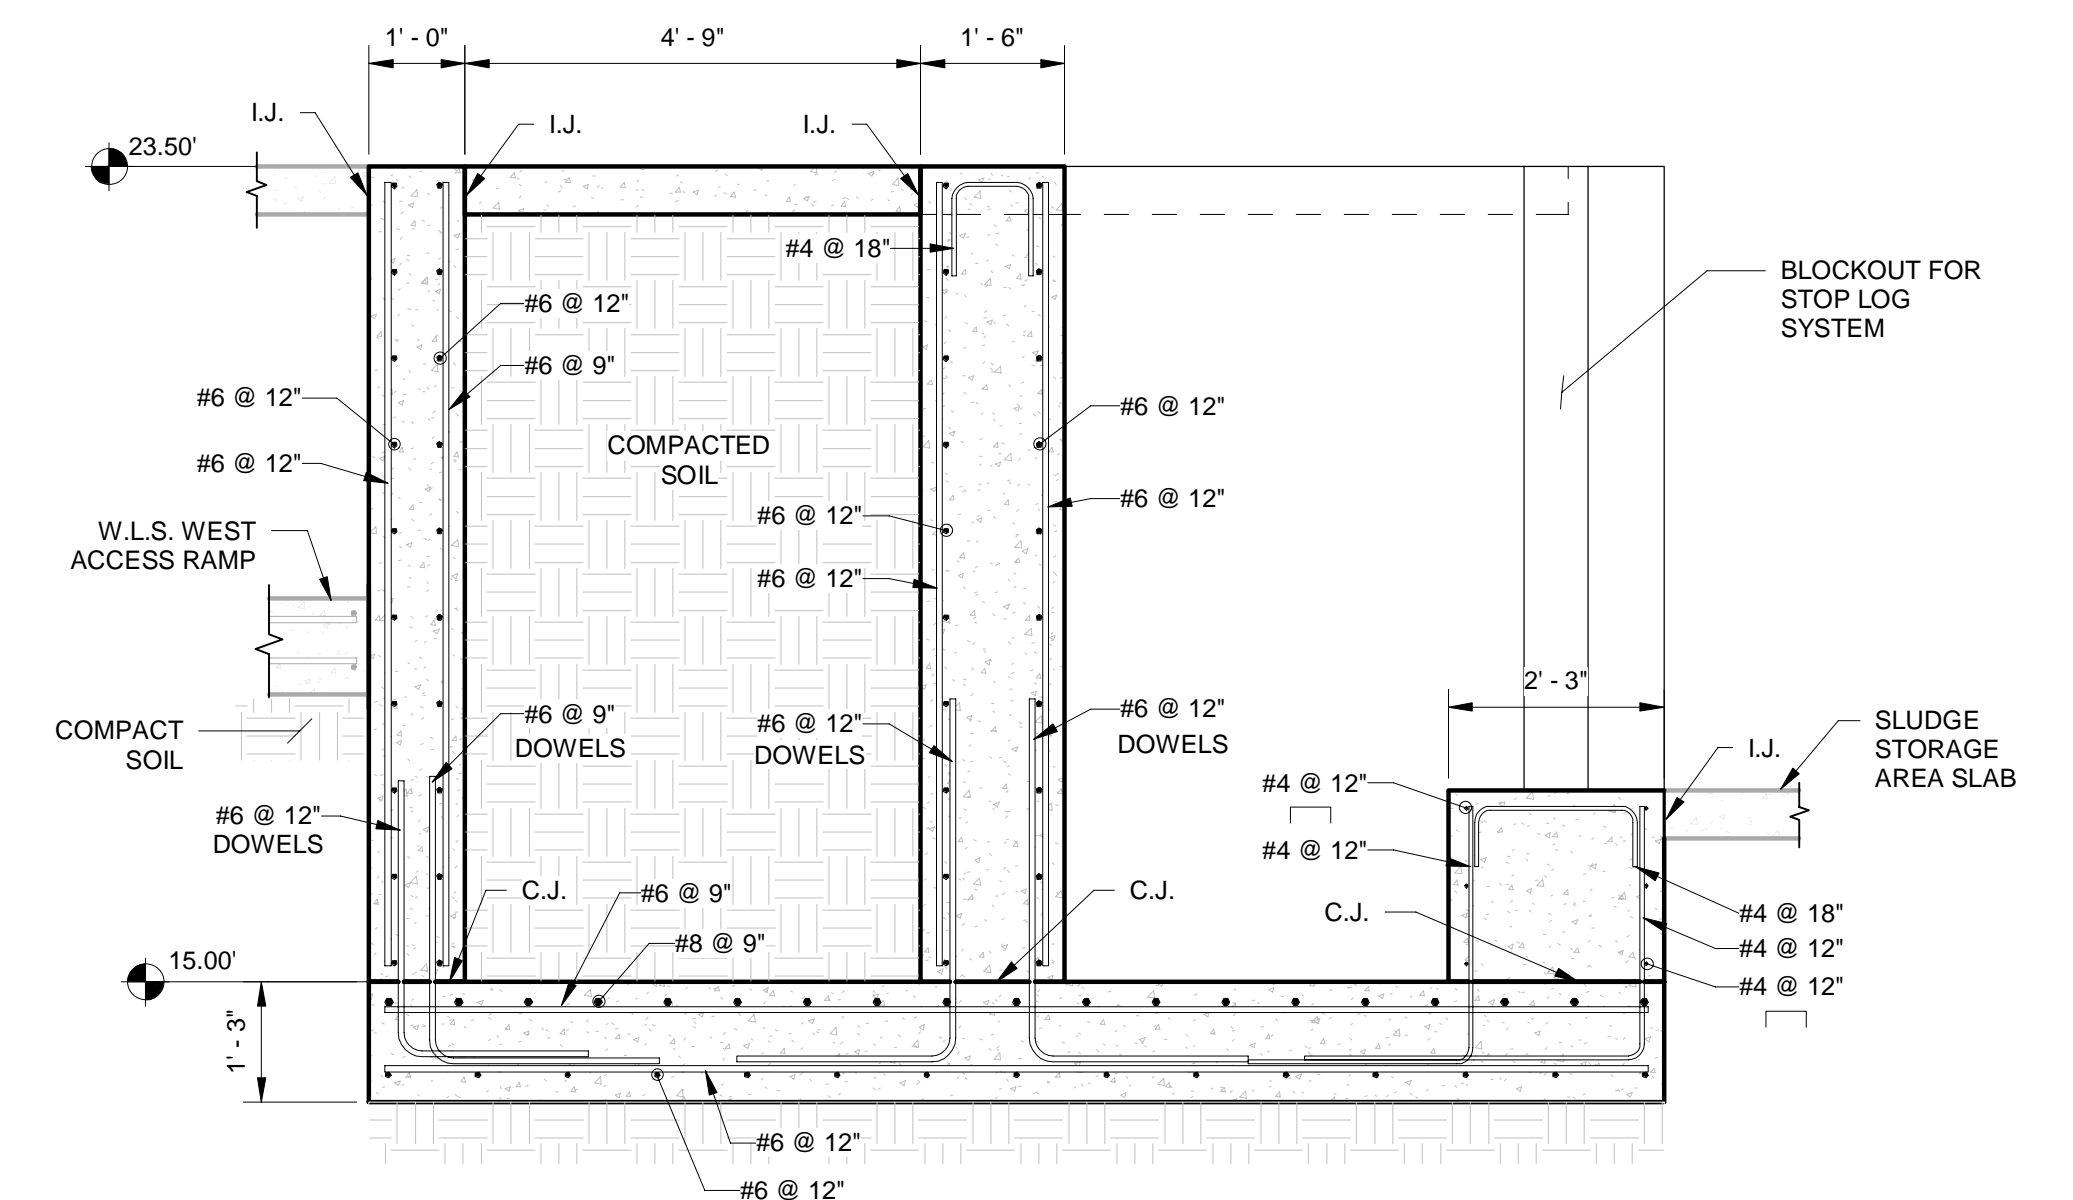 1' - 0"
4' - 9"
1' - 6"
I.J.
I.J.
I.J.
23.50'
#4 @ 18"
BLOCKOUT FOR
STOP LOG
SYSTEM
#6 @ 12"
#6 @ 9"
#6 @ 12"
#6 @ 12"
COMPACTED
SOIL
#6 @ 12"
#6 @ 12"
#6 @ 12"
#6 @ 12"
W.L.S. WEST
ACCESS RAMP
2' - 3"
COMPACT
SOIL
#6 @ 9"
DOWELS
#6 @ 12"
DOWELS
#6 @ 12"
DOWELS
SLUDGE
STORAGE
AREA SLAB
I.J.
#4 @ 12"
#6 @ 12"
DOWELS
#4 @ 12"
C.J.
#6 @ 9"
C.J.
C.J.
#4 @ 18"
#8 @ 9"
#4 @ 12"
15.00'
#4 @ 12"
1' - 3"
#6 @ 12"
#6 @ 12"